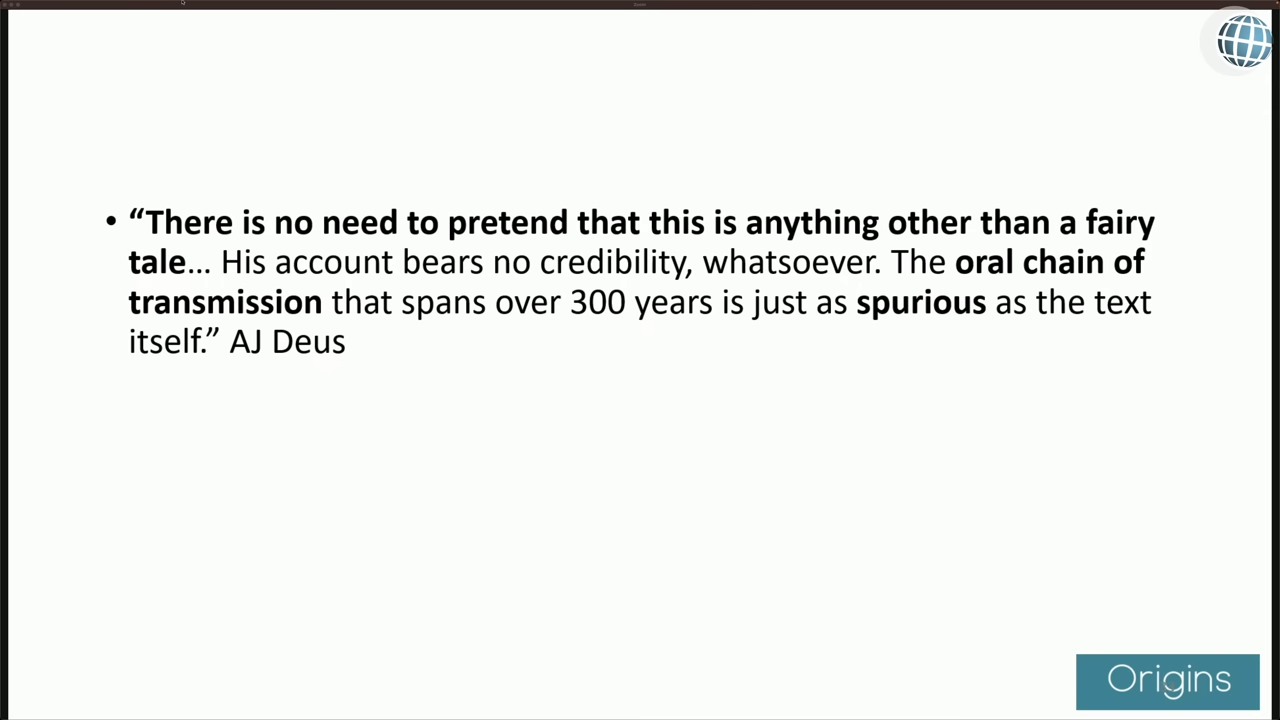 • “There is no need to pretend that this is anything other than a fairy
tale… His account bears no credibility, whatsoever. The oral chain of
transmission that spans over 300 years is just as spurious as the text
itself.” AJ Deus
Origins